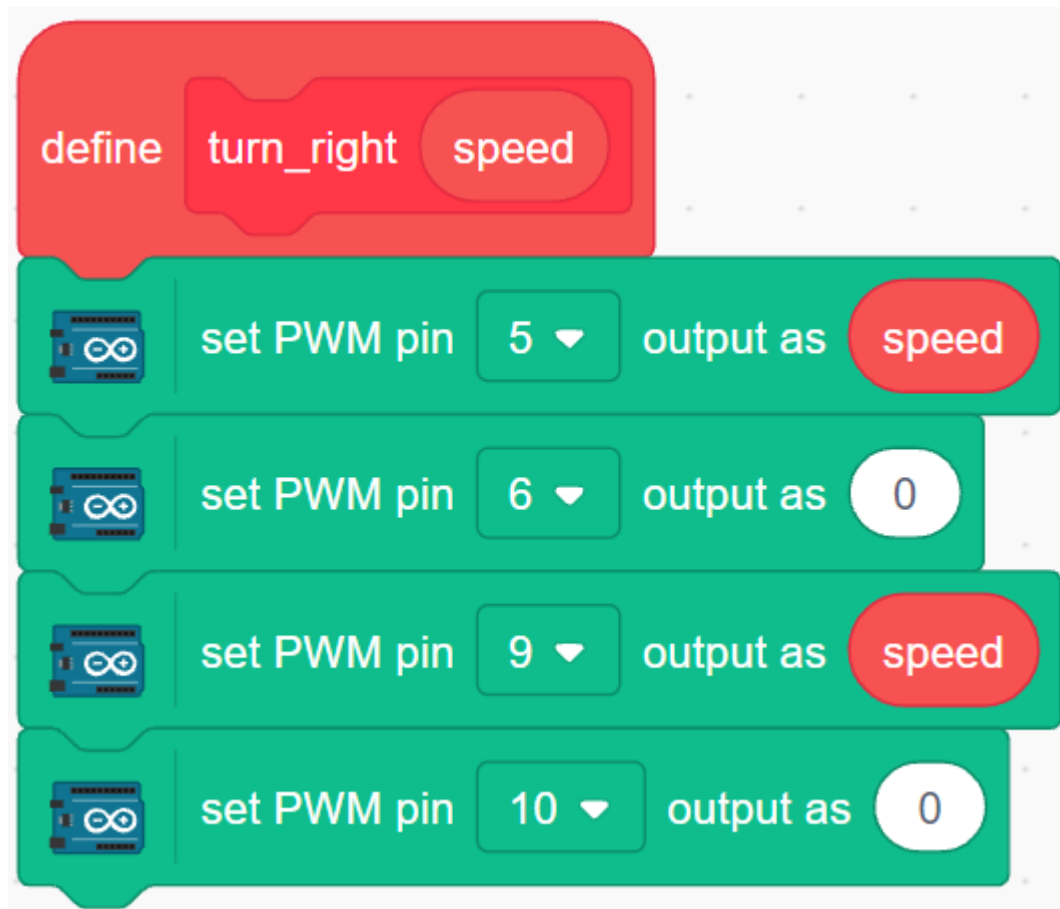 define turn_right speed
set PWM pin 5 output as speed
set PWM pin 6 output as 0
set PWM pin 9 output as speed
set PWM pin 10 output as 0